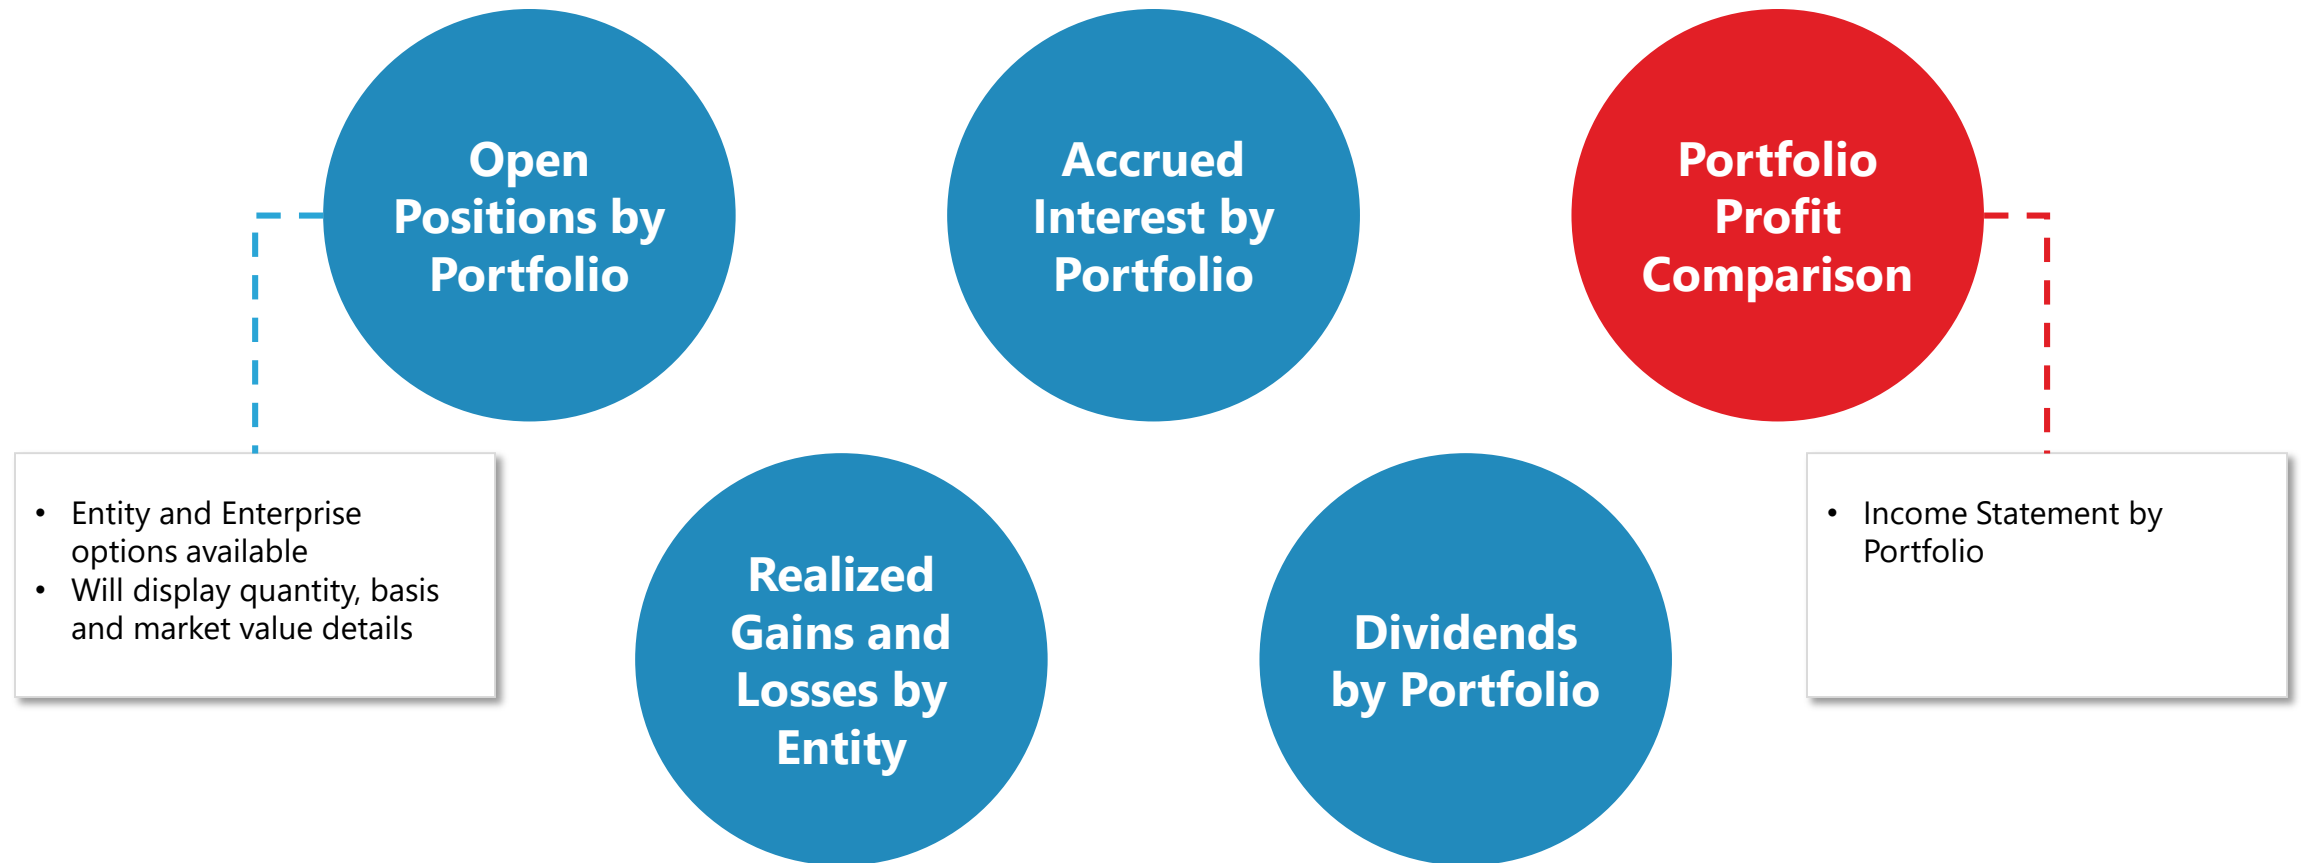 Open
Positions by
Portfolio
Accrued
Interest by
Portfolio
Portfolio
Profit
Comparison
• Entity and Enterprise
options available
• Will display quantity, basis
and market value details
Realized
Gains and
Losses by
Entity
Dividends
by Portfolio
• Income Statement by
Portfolio